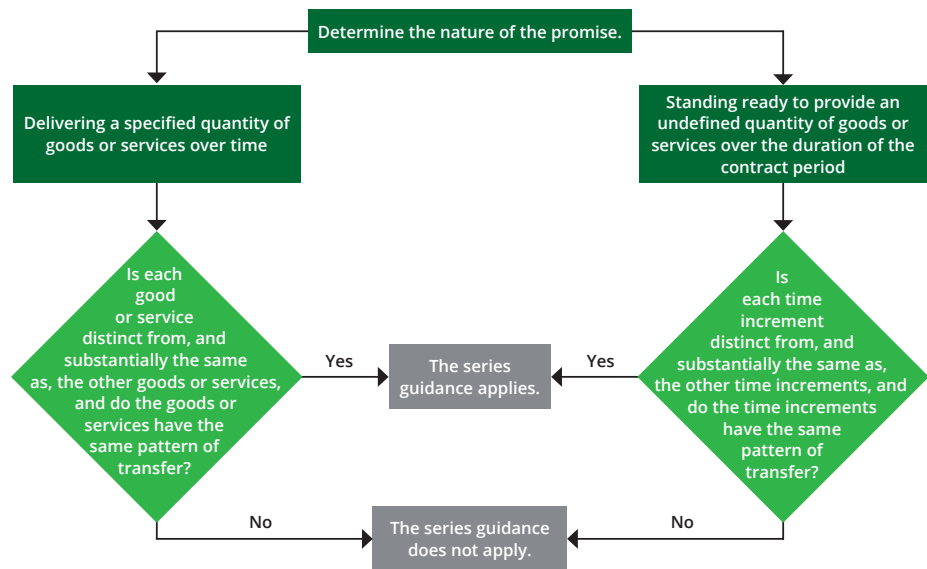 Determine the nature of the promise.
Delivering a specified quantity of
goods or services over time
Standing ready to provide an
undefined quantity of goods or
services over the duration of the
contract period
Is each
good
or service
distinct from, and
substantially the same
as, the other goods or services,
and do the goods or
services have the
same pattern of
transfer?
Yes
The series
guidance applies.
Yes
Is
each time
increment
distinct from, and
substantially the same as,
the other time increments, and
do the time increments
have the same
pattern of
transfer?
No
The series guidance
does not apply.
No